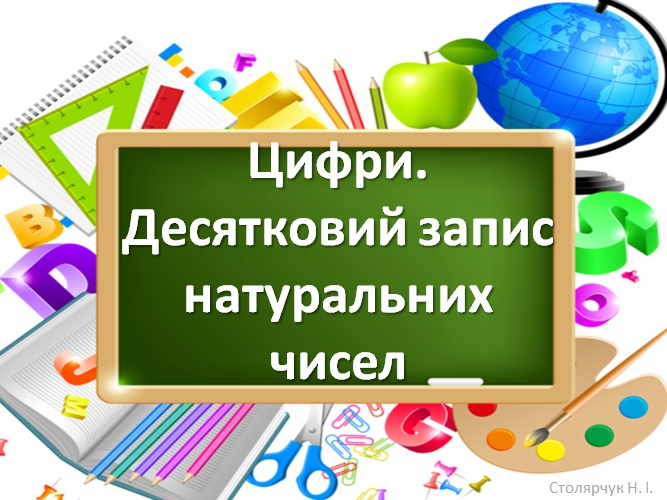 Цифри.
Десятковий запис
натуральних
чисел
Столярчук Н. І.